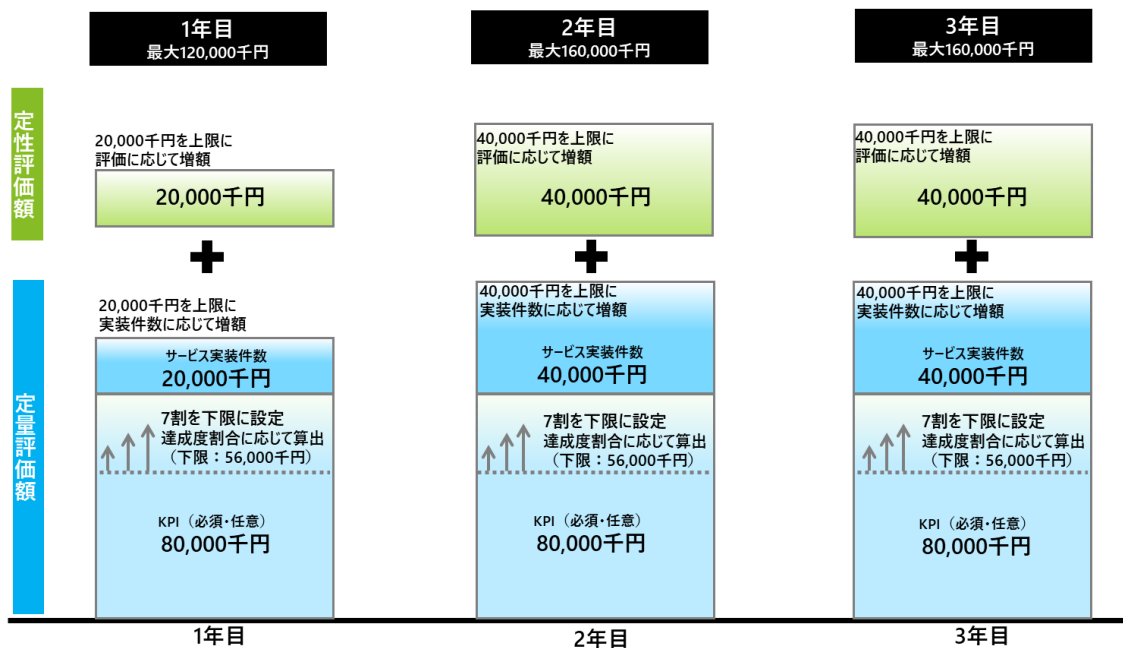 1年目
最大120,000千円
2年目
最大160,000千円
3年目
最大160,000千円
定性評価額
20,000千円を上限に
評価に応じて増額
20,000千円
40,000千円を上限に
評価に応じて増額
40,000千円
40,000千円を上限に
評価に応じて増額
40,000千円
定量評価額
20,000千円を上限に
実装件数に応じて増額
サービス実装件数
20,000千円
7割を下限に設定
達成度割合に応じて算出
（下限：56,000千円）
KPI（必須・任意）
80,000千円
40,000千円を上限に
実装件数に応じて増額
サービス実装件数
40,000千円
7割を下限に設定
達成度割合に応じて算出
（下限：56,000千円）
KPI（必須・任意）
80,000千円
40,000千円を上限に
実装件数に応じて増額
サービス実装件数
40,000千円
7割を下限に設定
達成度割合に応じて算出
（下限：56,000千円）
KPI（必須・任意）
80,000千円
1年目
2年目
3年目